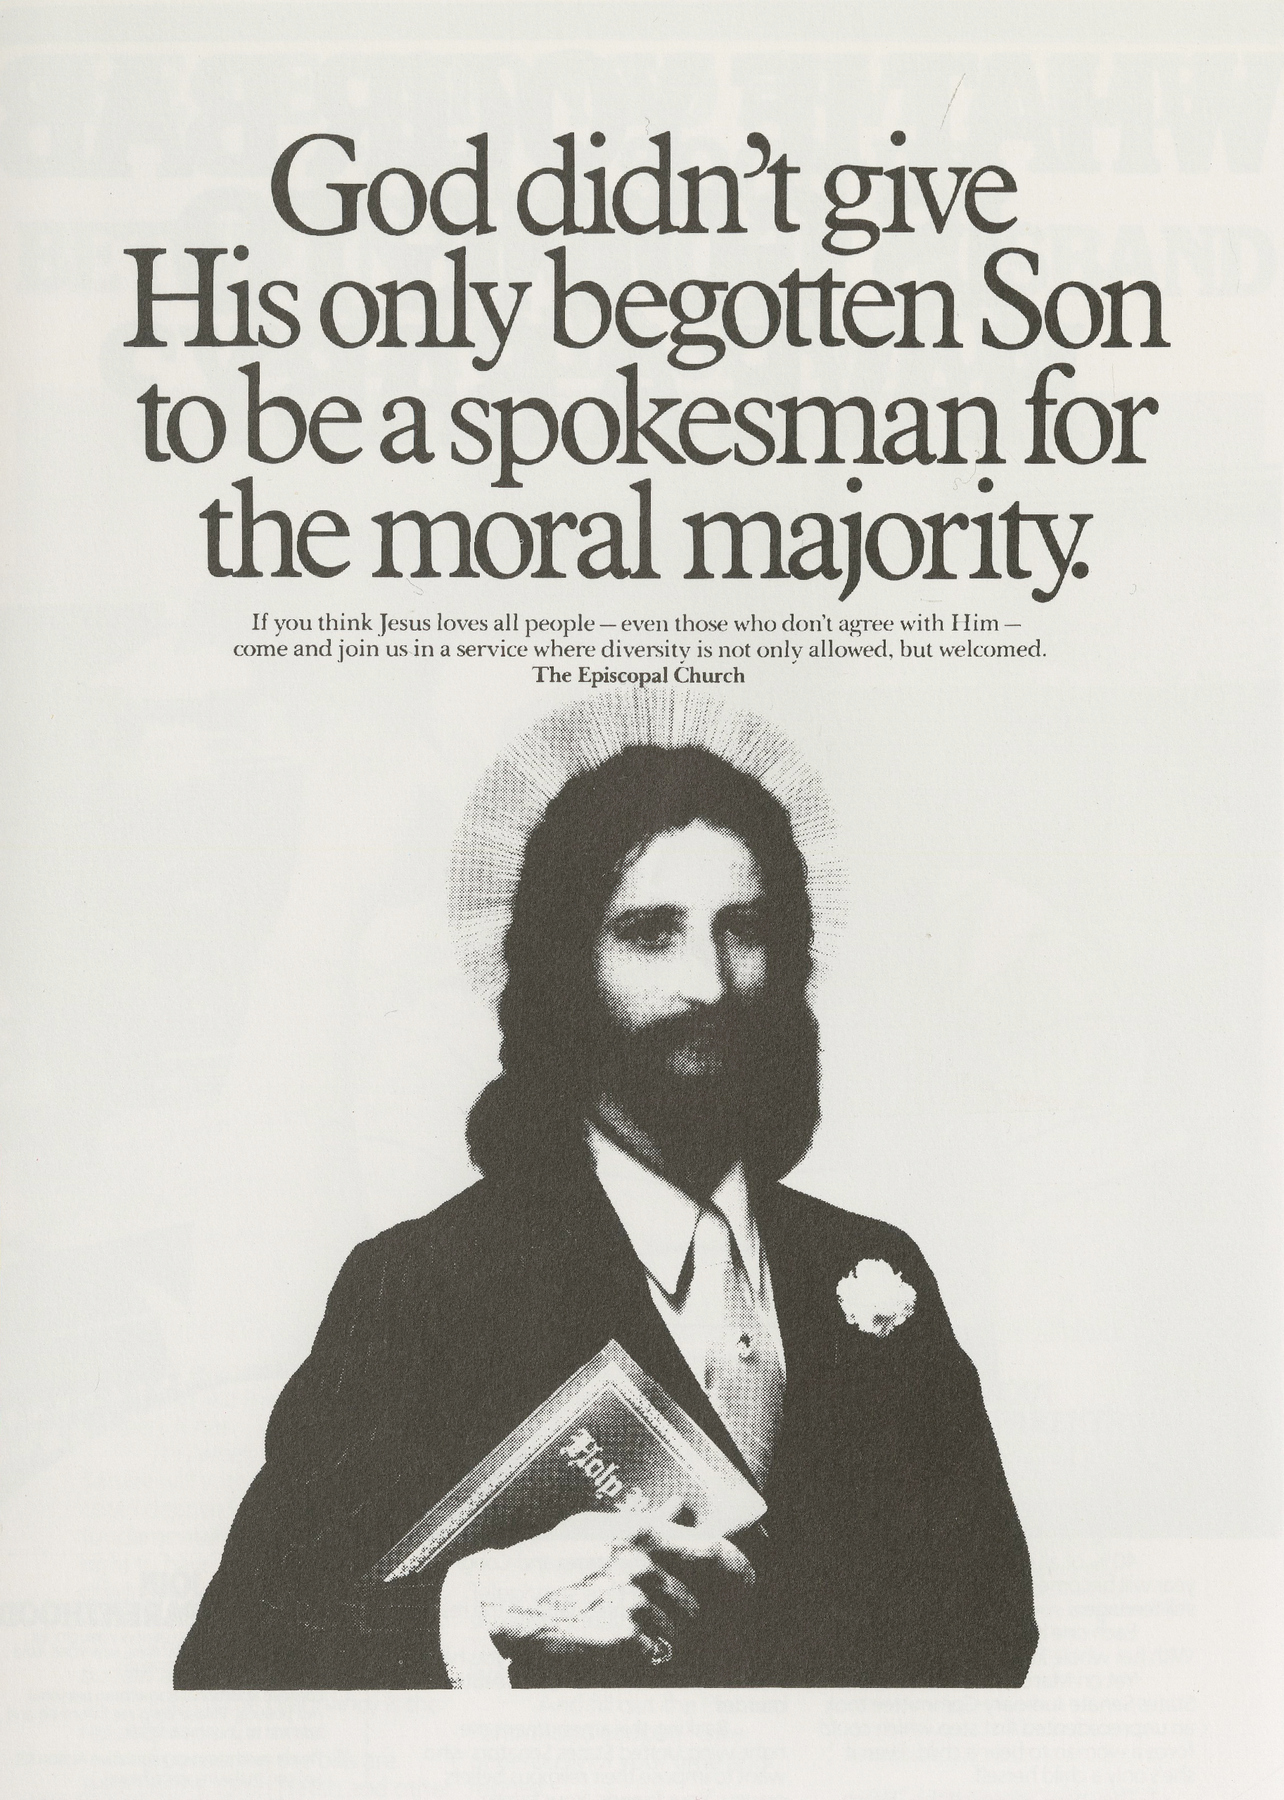 God didn't give
His only begotten Son
to be a spokesman for
the moral majority.
If you think Jesus loves all people — even those who don't agree with Him —
come and join us in a service where diversity is not only allowed, but welcomed.
The Episcopal Church
Holy